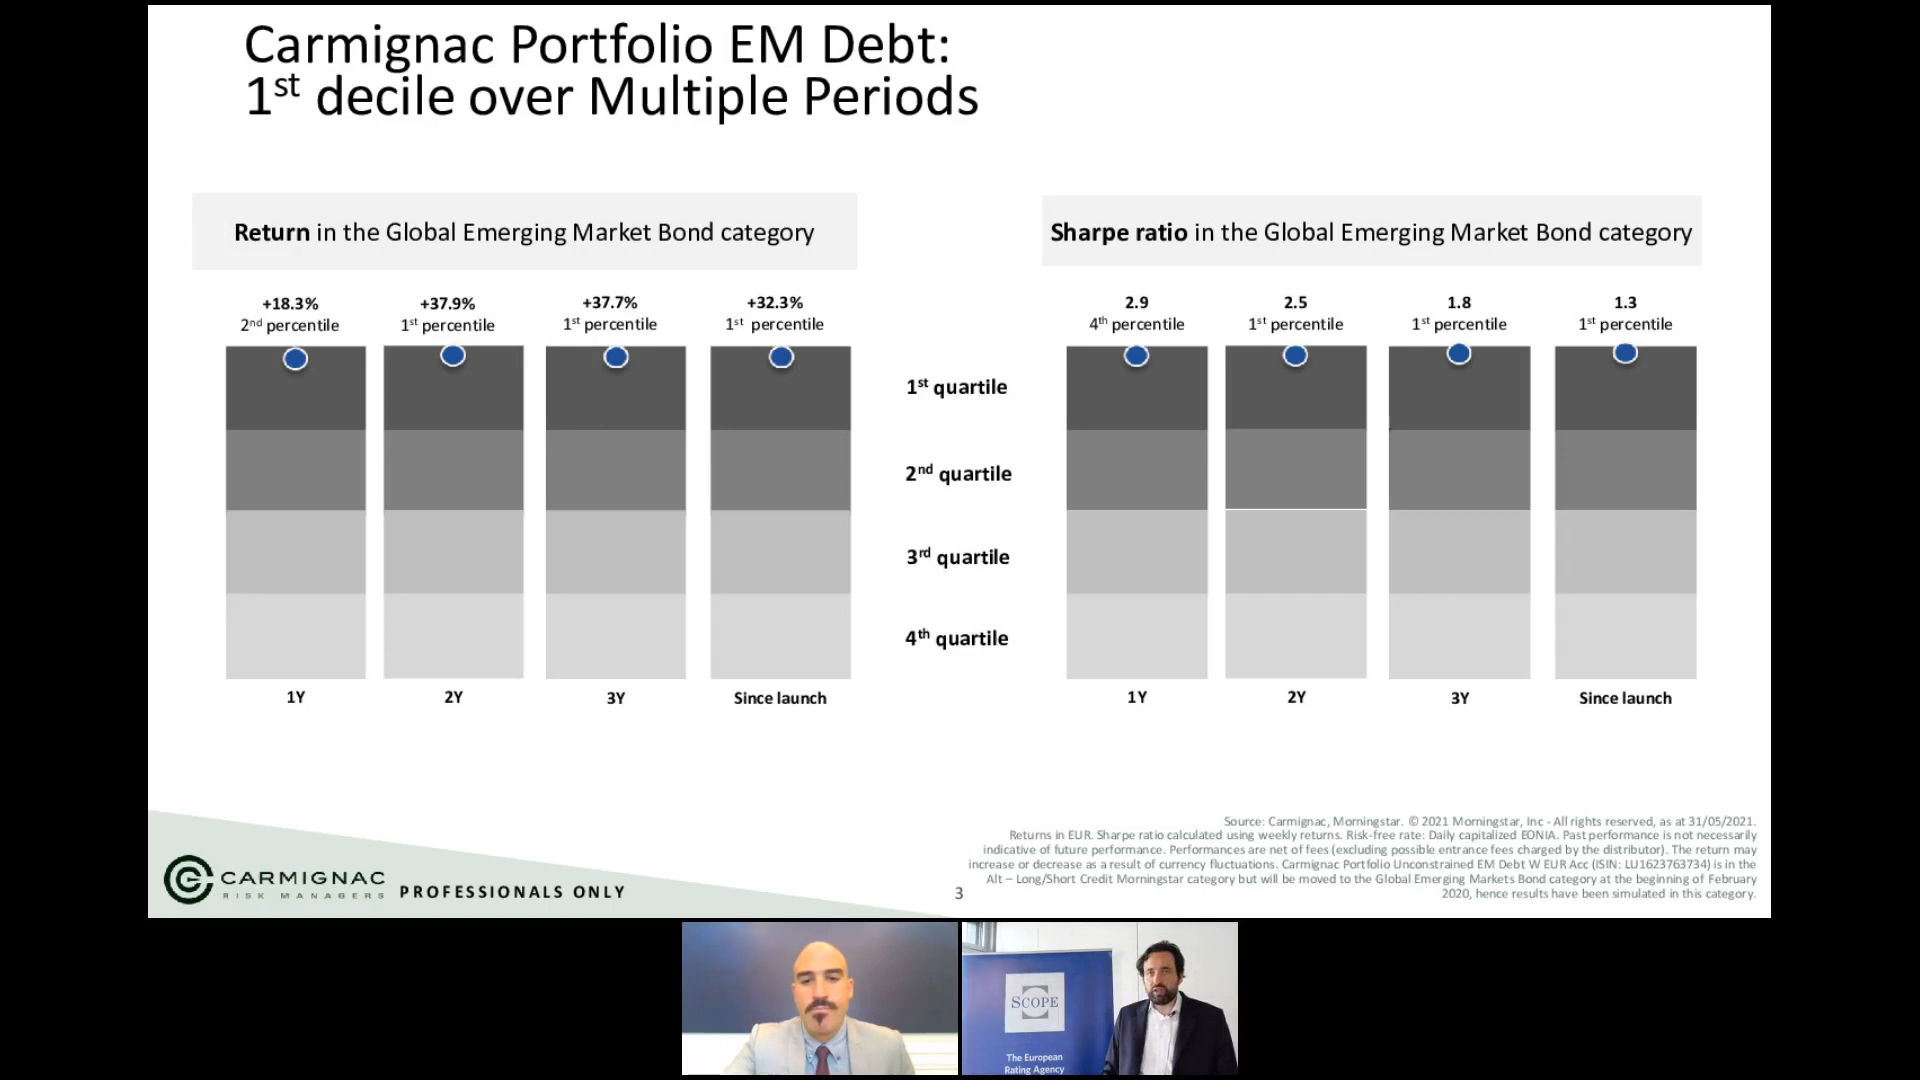 Carmignac Portfolio EM Debt:
1st decile over Multiple Periods
Return in the Global Emerging Market Bond category
+18.3%
2nd percentile
+37.9%
1st percentile
+37.7%
1st percentile
+32.3%
1st percentile
1Y
2Y
3Y
Since launch
1st quartile
2nd quartile
3rd quartile
4th quartile
Sharpe ratio in the Global Emerging Market Bond category
2.9
4th percentile
2.5
1st percentile
1.8
1st percentile
1.3
1st percentile
1Y
2Y
3Y
Since launch
Source: Carmignac, Morningstar. © 2021 Morningstar, Inc - All rights reserved, as at 31/05/2021.
Returns in EUR. Sharpe ratio calculated using weekly returns. Risk-free rate: Daily capitalized EONIA. Past performance is not necessarily
indicative of future performance. Performances are net of fees (excluding possible entrance fees charged by the distributor). The return may
increase or decrease as a result of currency fluctuations. Carmignac Portfolio Unconstrained EM Debt W EUR Acc (ISIN: LU1623763734) is in the
Alt – Long/Short Credit Morningstar category but will be moved to the Global Emerging Markets Bond category at the beginning of February
2020, hence results have been simulated in this category.
CARMIGNAC
RISK MANAGERS
PROFESSIONALS ONLY
3
SCOPE
The European
Rating Agency